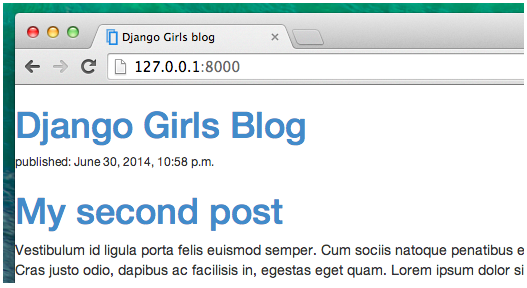 Django Girls blog
127.0.0.1:8000
Django Girls Blog
published: June 30, 2014, 10:58 p.m.
My second post
Vestibulum id ligula porta felis euismod semper. Cum sociis natoque penatibus e
Cras justo odio, dapibus ac facilisis in, egestas eget quam. Lorem ipsum dolor si